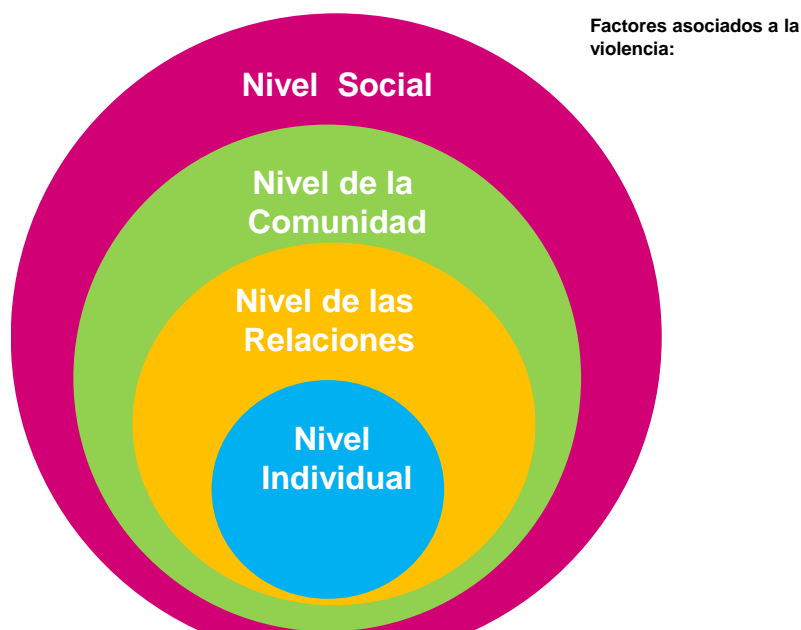 Factores asociados a la
violencia:
Nivel Social
Nivel de la
Comunidad
Nivel de las
Relaciones
Nivel
Individual